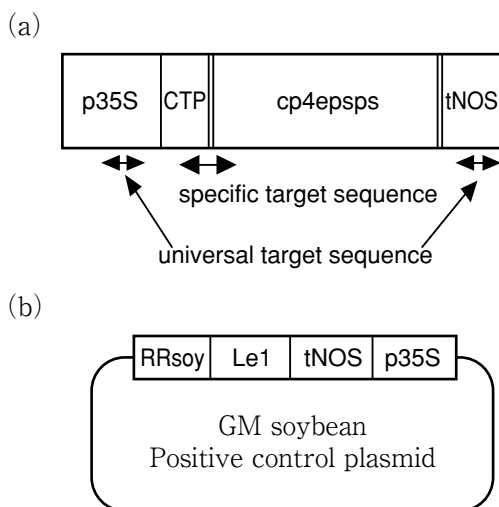 (a)
p35S CTP cp4epsps tNOS
specific target sequence
universal target sequence
(b)
RRsoy Le1 tNOS p35S
GM soybean
Positive control plasmid